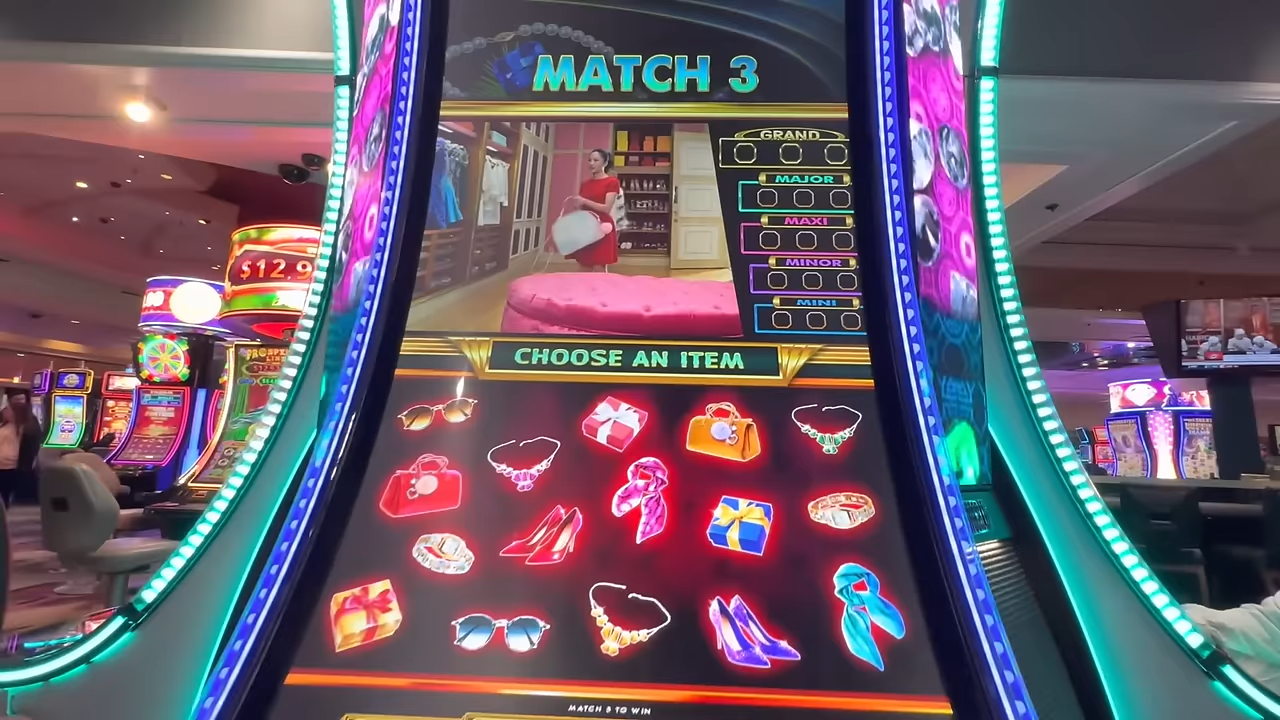 MATCH 3
GRAND
MAJOR
MAXI
MINOR
MINI
$12.9
CHOOSE AN ITEM
MATCH 3 TO WIN